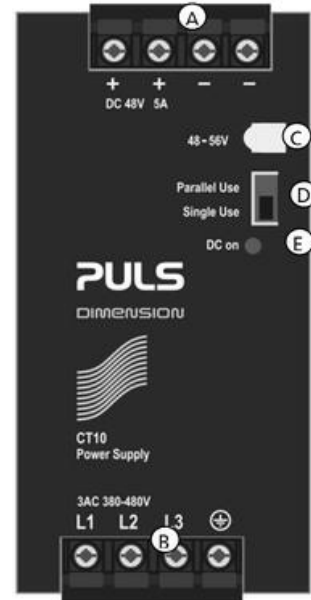 A
+ + − −
DC 48V 5A
48-56V
C
Parallel Use
D
Single Use
DC on
E
PULS
DIMENSION
CT10
Power Supply
3AC 380-480V
L1 L2 L3
B